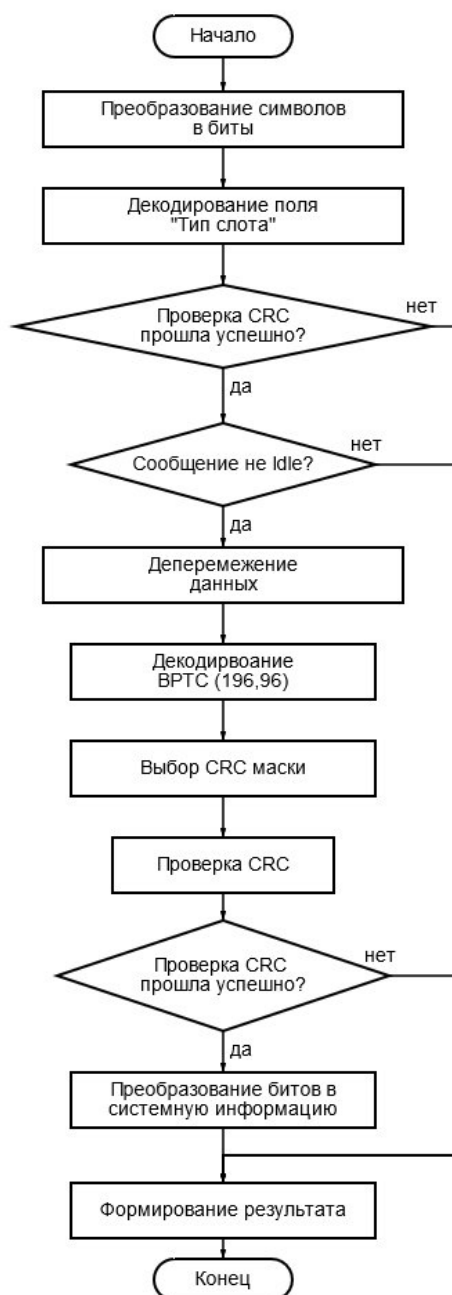 Начало
Преобразование символов
в биты
Декодирование поля
"Тип слота"
Проверка CRC
прошла успешно?
нет
да
Сообщение не Idle?
нет
да
Деперемежение
данных
Декодирвоание
BPTC (196,96)
Выбор CRC маски
Проверка CRC
Проверка CRC
прошла успешно?
нет
да
Преобразование битов в
системную информацию
Формирование результата
Конец